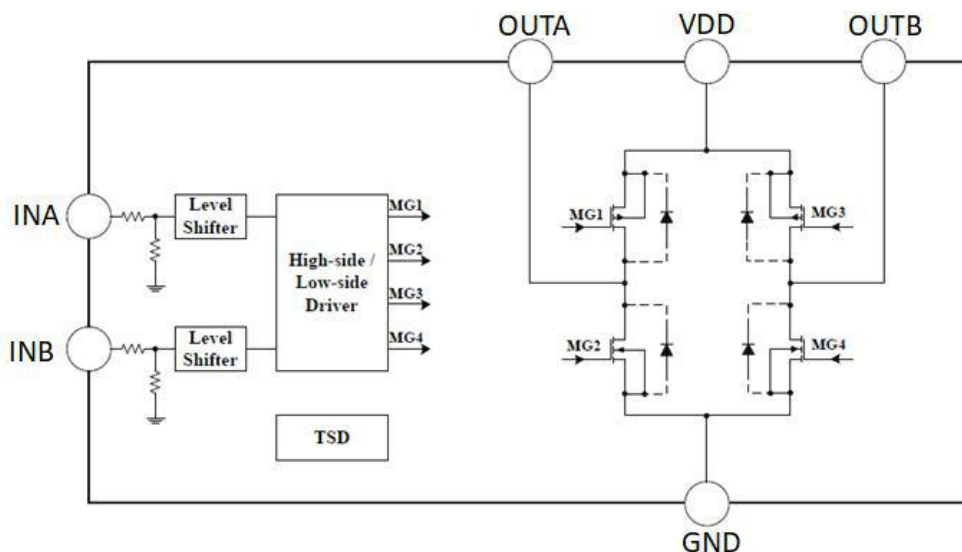 OUTA
VDD
OUTB
INA
Level
Shifter
MG1
MG2
MG3
MG4
High-side /
Low-side
Driver
INB
Level
Shifter
TSD
MG1
MG3
MG2
MG4
GND